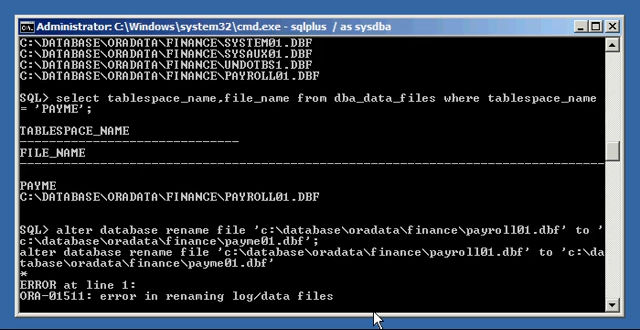 Administrator: C:\Windows\system32\cmd.exe - sqlplus / as sysdba
C:\DATABASE\ORADATA\FINANCE\SYSTEM01.DBF
C:\DATABASE\ORADATA\FINANCE\SYSAUX01.DBF
C:\DATABASE\ORADATA\FINANCE\UNDOTBS1.DBF
C:\DATABASE\ORADATA\FINANCE\PAYROLL01.DBF
SQL> select tablespace_name,file_name from dba_data_files where tablespace_name
= 'PAYME';
TABLESPACE_NAME
------------------------------
FILE_NAME
--------------------------------------------------------------------------------
PAYME
C:\DATABASE\ORADATA\FINANCE\PAYROLL01.DBF
SQL> alter database rename file 'c:\database\oradata\finance\payroll01.dbf' to '
c:\database\oradata\finance\payme01.dbf';
alter database rename file 'c:\database\oradata\finance\payroll01.dbf' to 'c:\da
tabase\oradata\finance\payme01.dbf'
*
ERROR at line 1:
ORA-01511: error in renaming log/data files